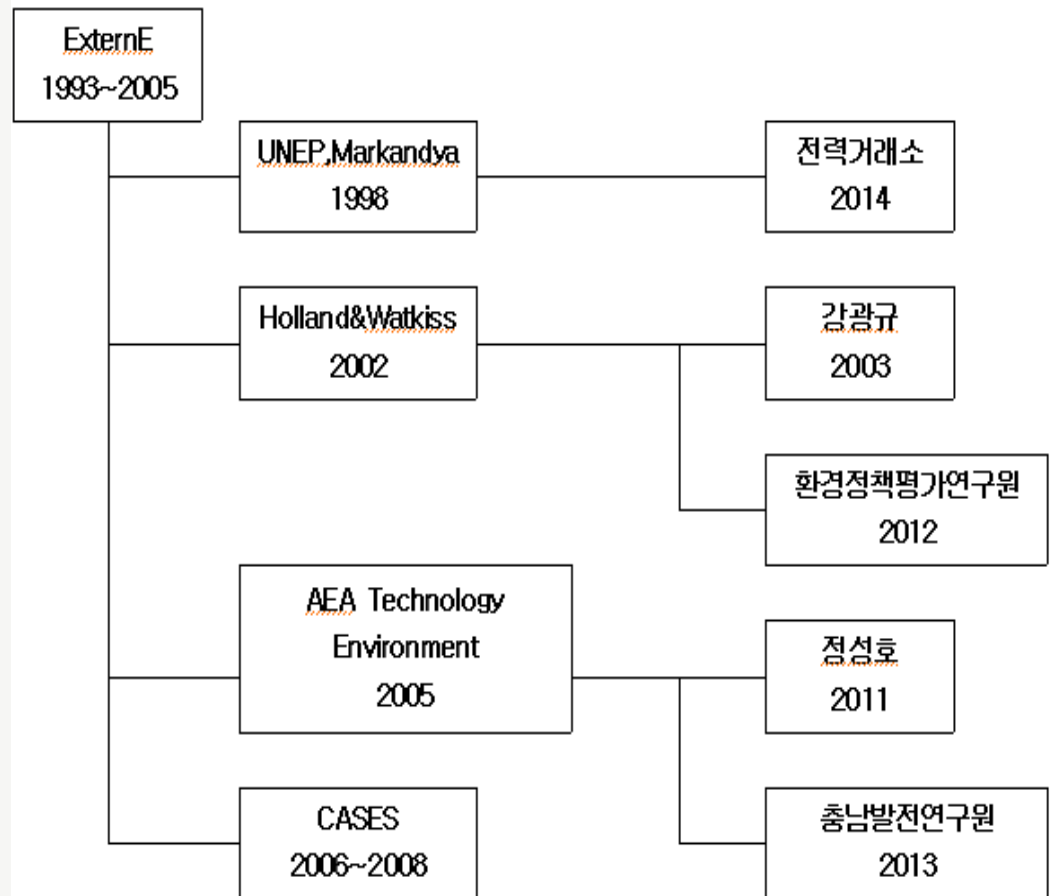 ExternE
1993~2005
UNEP,Markandya
1998
전력거래소
2014
Holland&Watkiss
2002
강광규
2003
환경정책평가연구원
2012
AEA Technology
Environment
2005
정성호
2011
CASES
2006~2008
충남발전연구원
2013